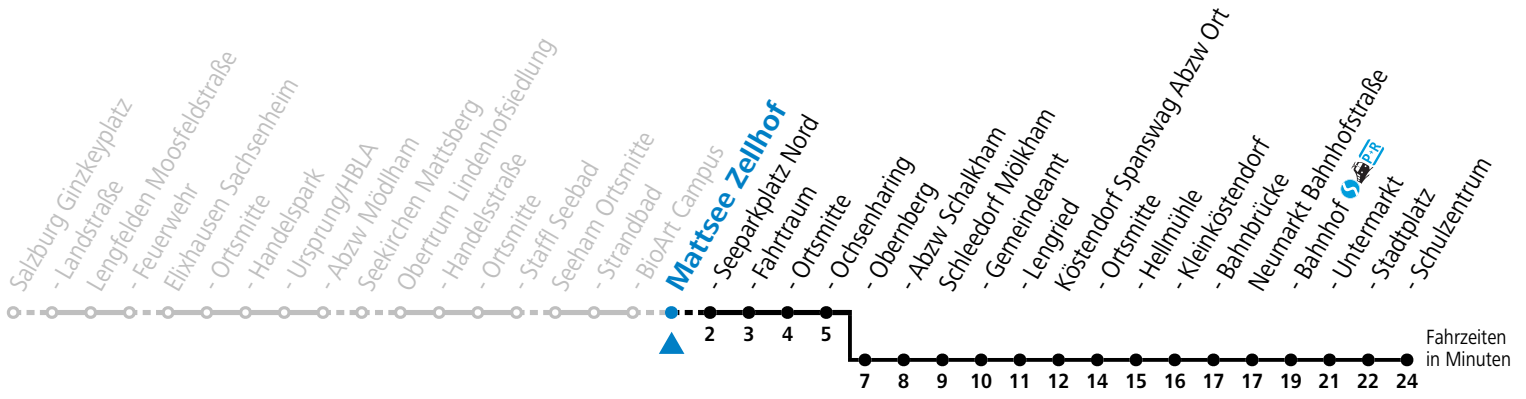 Salzburg Ginzkeyplatz
- Landstraße
Lengfelden Moosfeldstraße
- Feuerwehr
Elixhausen Sachsenheim
- Ortsmitte
- Handelspark
- Ursprung/HBLA
- Abzw Mödlham
Seekirchen Mattsberg
Obertrum Lindenhofsiedlung
- Handelsstraße
- Ortsmitte
- Staffl Seebad
Seeham Ortsmitte
- Strandbad
- BioArt Campus
Mattsee Zellhof
- Seeparkplatz Nord
- Fahrtraum
- Ortsmitte
- Ochsenharing
- Obernberg
- Abzw Schalkham
Schleedorf Mölkham
- Gemeindeamt
- Lengried
Köstendorf Spanswag Abzw Ort
- Ortsmitte
- Hellmühle
- Kleinköstendorf
- Bahnbrücke
Neumarkt Bahnhofstraße
- Bahnhof S P+R
- Untermarkt
- Stadtplatz
- Schulzentrum
2 3 4 5
7 8 9 10 11 12 14 15 16 17 17 19 21 22 24
Fahrzeiten
in Minuten